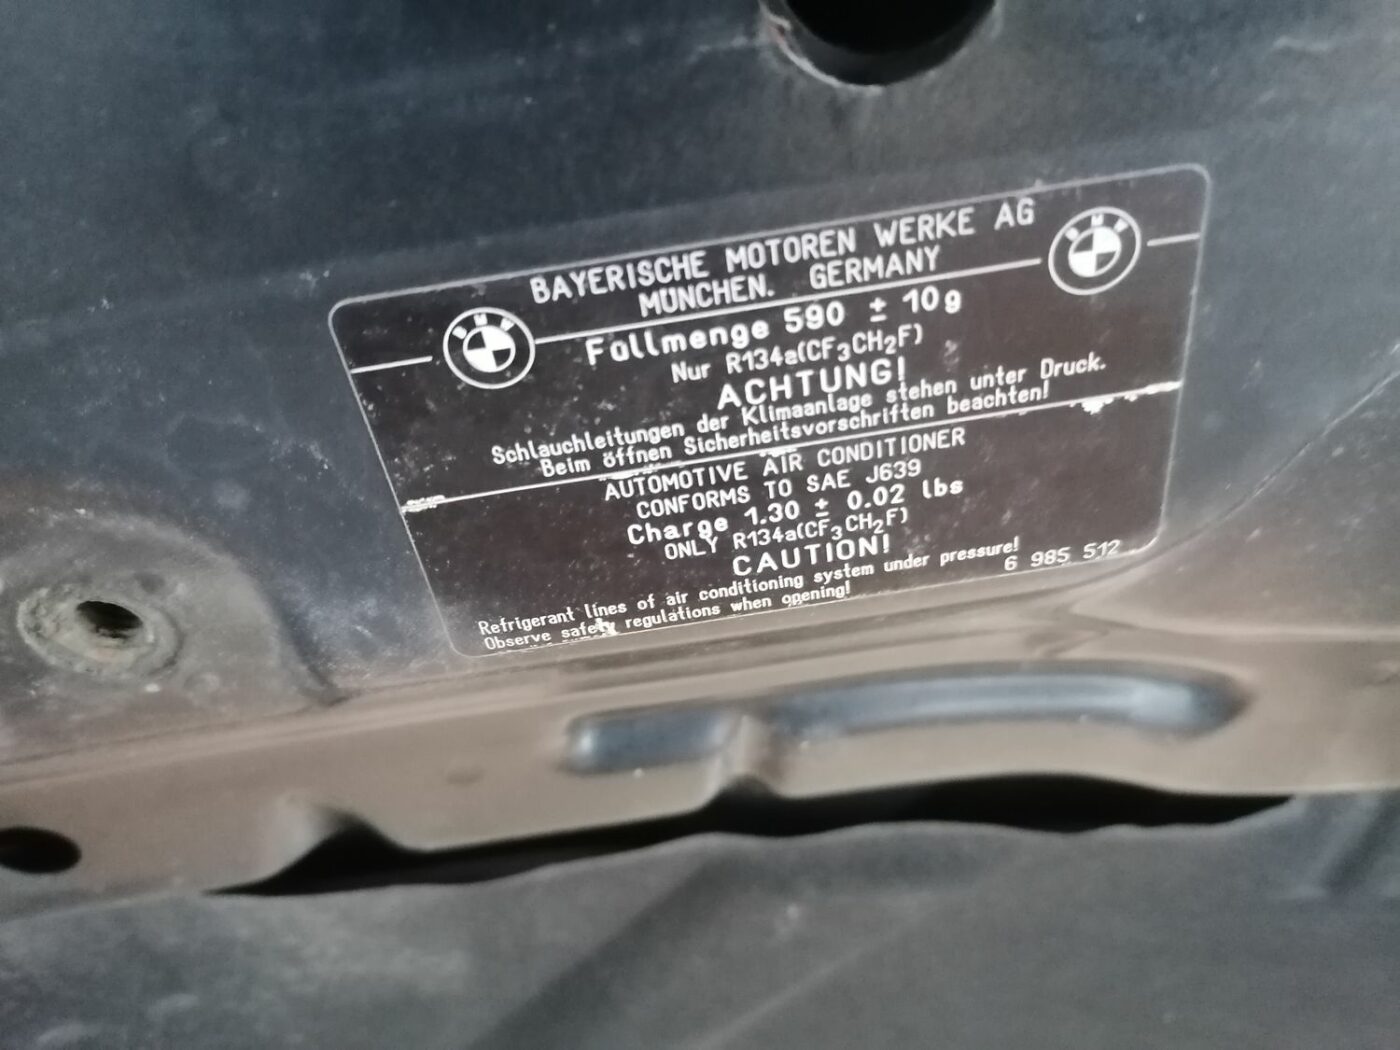 BAYERISCHE MOTOREN WERKE AG
MÜNCHEN. GERMANY
BMW
BMW
Füllmenge 590 ± 10g
Nur R134a(CF3CH2F)
ACHTUNG!
Schlauchleitungen der Klimaanlage stehen unter Druck.
Beim öffnen Sicherheitsvorschriften beachten!
AUTOMOTIVE AIR CONDITIONER
CONFORMS TO SAE J639
Charge 1.30 ± 0.02 lbs
ONLY R134a(CF3CH2F)
CAUTION!
Refrigerant lines of air conditioning system under pressure!
Observe safety regulations when opening!
6 985 512